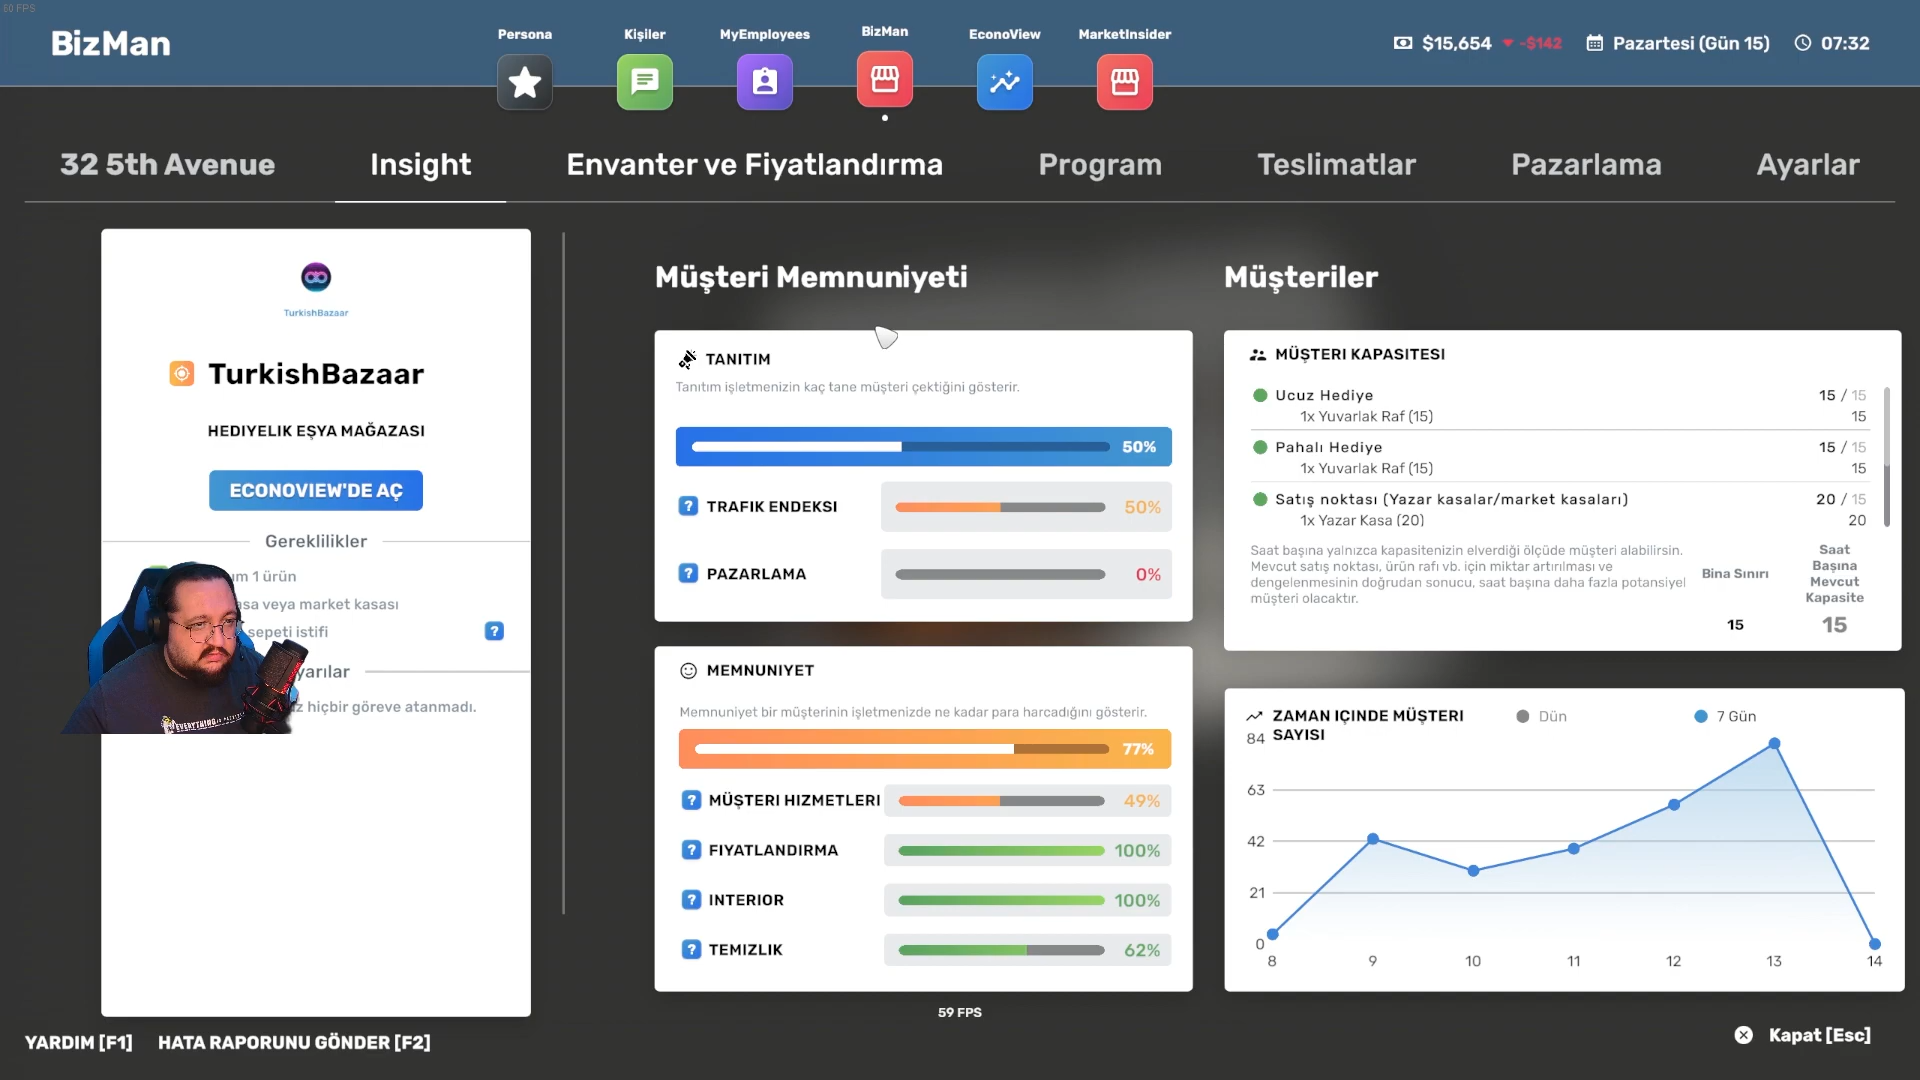 60 FPS
BizMan
Persona
Kişiler
MyEmployees
BizMan
EconoView
MarketInsider
$15,654 -$142
Pazartesi (Gün 15)
07:32
32 5th Avenue
Insight
Envanter ve Fiyatlandırma
Program
Teslimatlar
Pazarlama
Ayarlar
TurkishBazaar
TurkishBazaar
HEDIYELIK EŞYA MAĞAZASI
ECONOVIEW'DE AÇ
Gereklilikler
1 ürün
veya market kasası
sepeti istifi
?
hiçbir göreve atanmadı.
Müşteri Memnuniyeti
TANITIM
Tanıtım işletmenizin kaç tane müşteri çektiğini gösterir.
50%
? TRAFIK ENDEKSI 50%
? PAZARLAMA 0%
MEMNUNIYET
Memnuniyet bir müşterinin işletmenizde ne kadar para harcadığını gösterir.
77%
? MÜŞTERI HIZMETLERI 49%
? FIYATLANDIRMA 100%
? INTERIOR 100%
? TEMIZLIK 62%
Müşteriler
MÜŞTERI KAPASITESI
Ucuz Hediye 15 / 15
1x Yuvarlak Raf (15) 15
Pahalı Hediye 15 / 15
1x Yuvarlak Raf (15) 15
Satış noktası (Yazar kasalar/market kasaları) 20 / 15
1x Yazar Kasa (20) 20
Saat başına yalnızca kapasitenizin elverdiği ölçüde müşteri alabilirsin.
Mevcut satış noktası, ürün rafı vb. için miktar artırılması ve
dengelenmesinin doğrudan sonucu, saat başına daha fazla potansiyel
müşteri olacaktır.
Bina Sınırı
15
Saat
Başına
Mevcut
Kapasite
15
ZAMAN IÇINDE MÜŞTERI
SAYISI
Dün
7 Gün
84
63
42
21
0
8 9 10 11 12 13 14
59 FPS
YARDIM [F1]
HATA RAPORUNU GÖNDER [F2]
Kapat [Esc]